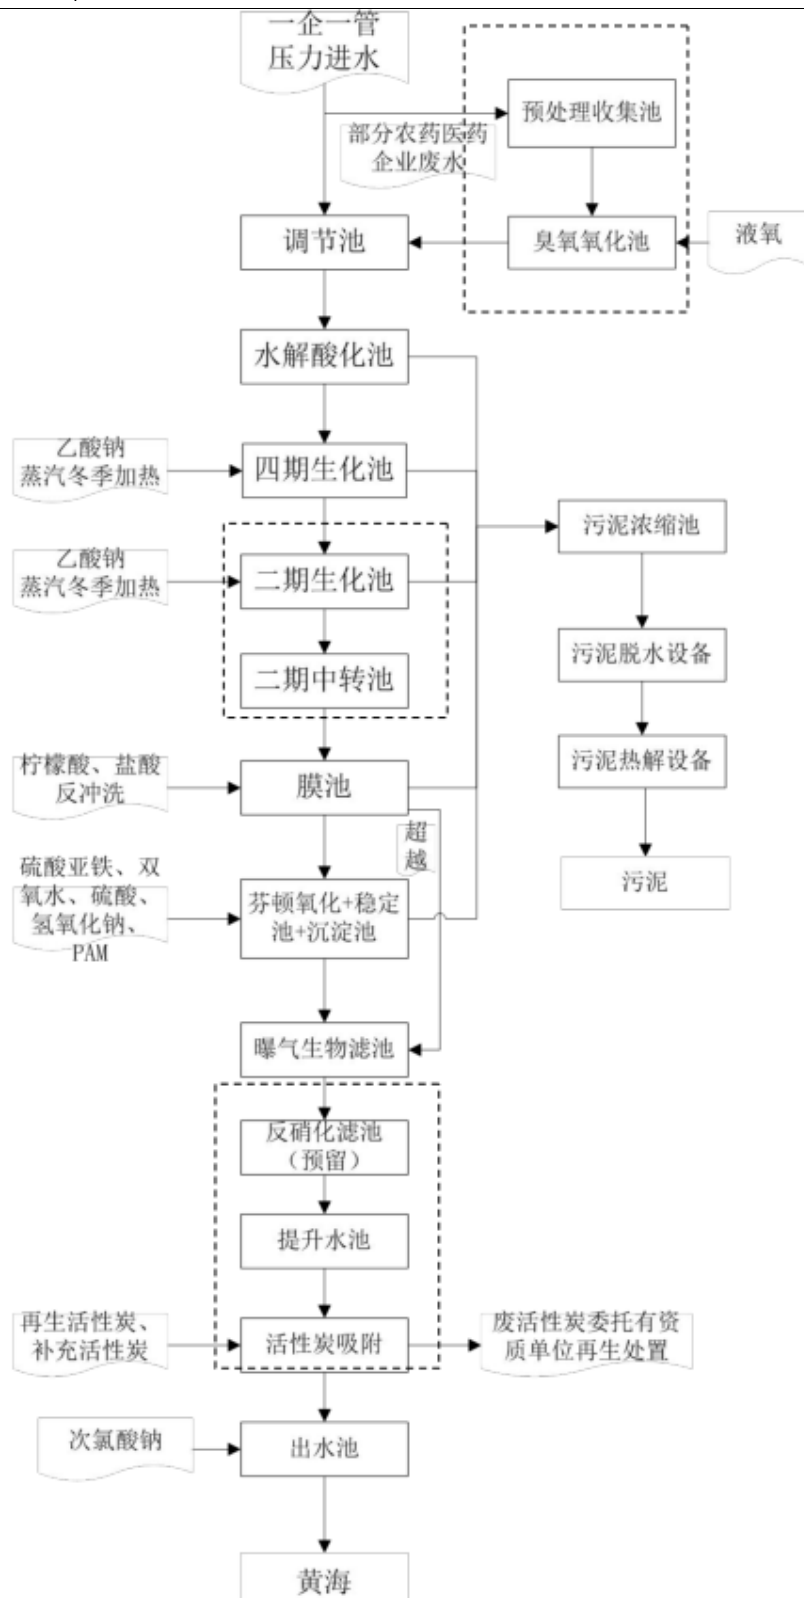 一企一管
压力进水
预处理收集池
部分农药医药
企业废水
调节池
臭氧氧化池
液氧
水解酸化池
乙酸钠
蒸汽冬季加热
四期生化池
污泥浓缩池
乙酸钠
蒸汽冬季加热
二期生化池
污泥脱水设备
二期中转池
污泥热解设备
柠檬酸、盐酸
反冲洗
膜池
超
越
污泥
硫酸亚铁、双
氧水、硫酸、
氢氧化钠、
PAM
芬顿氧化+稳定
池+沉淀池
曝气生物滤池
反硝化滤池
（预留）
提升水池
再生活性炭、
补充活性炭
活性炭吸附
废活性炭委托有资
质单位再生处置
次氯酸钠
出水池
黄海